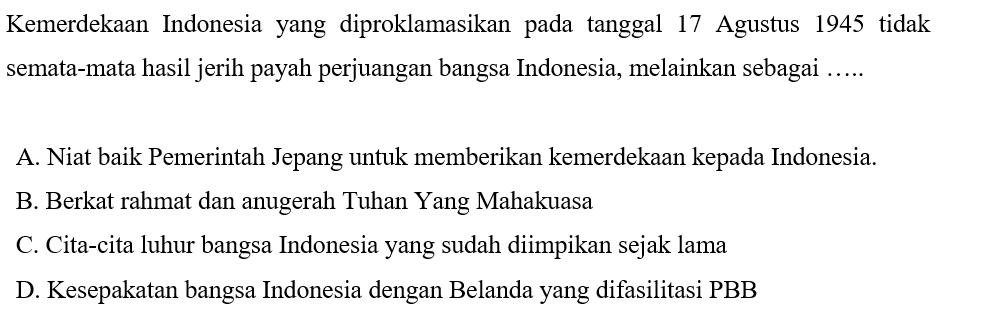 Kemerdekaan Indonesia yang diproklamasikan pada tanggal 17 Agustus 1945 tidak
semata-mata hasil jerih payah perjuangan bangsa Indonesia, melainkan sebagai …..
A. Niat baik Pemerintah Jepang untuk memberikan kemerdekaan kepada Indonesia.
B. Berkat rahmat dan anugerah Tuhan Yang Mahakuasa
C. Cita-cita luhur bangsa Indonesia yang sudah diimpikan sejak lama
D. Kesepakatan bangsa Indonesia dengan Belanda yang difasilitasi PBB